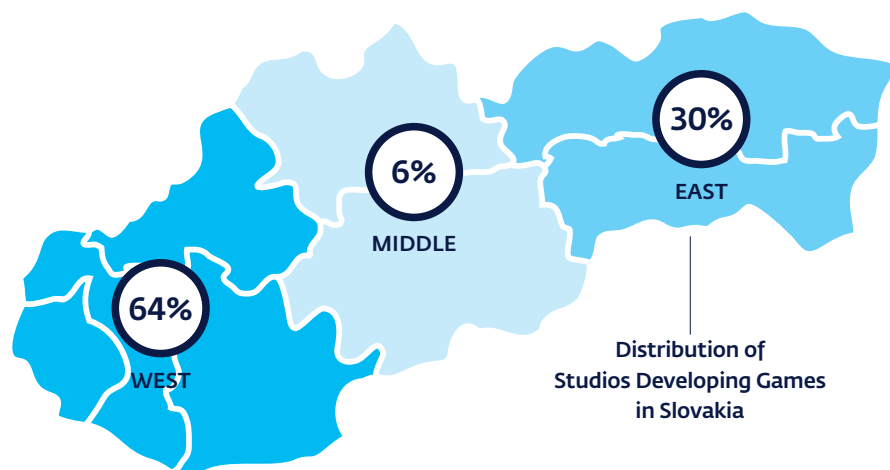 30%
EAST
6%
MIDDLE
64%
WEST
Distribution of
Studios Developing Games
in Slovakia